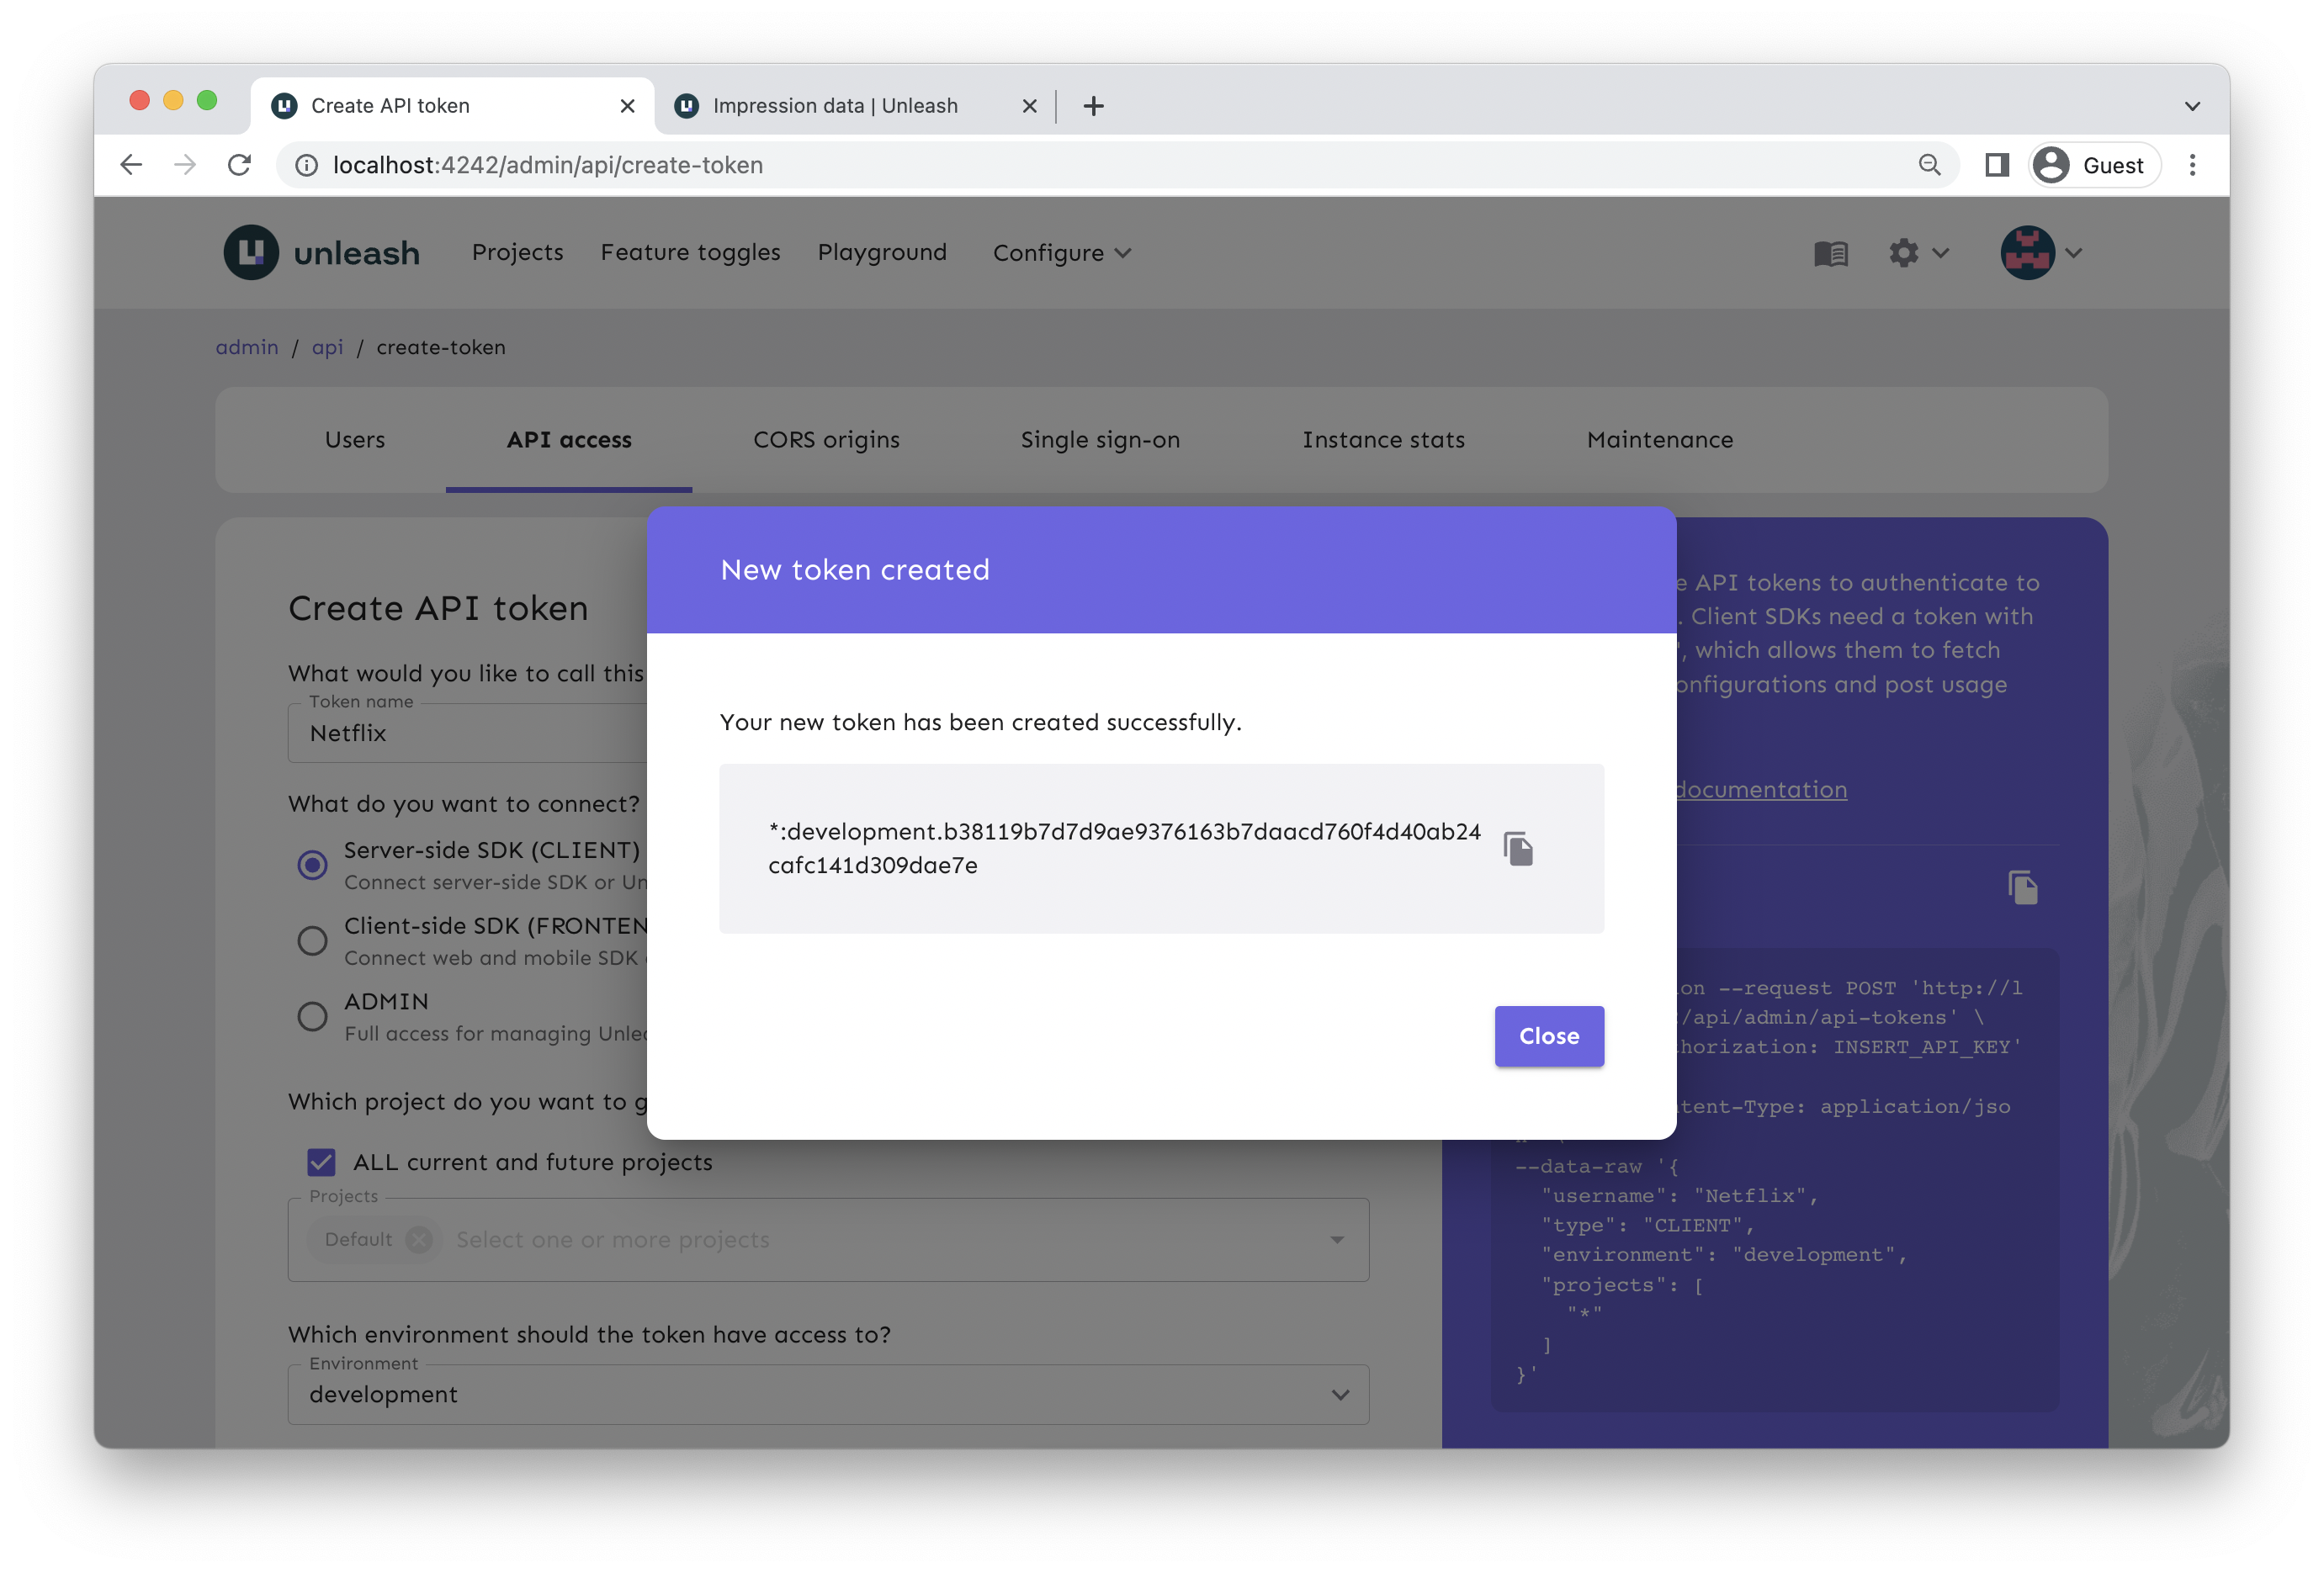 Create API token
Impression data | Unleash
localhost:4242/admin/api/create-token
Guest
unleash
Projects
Feature toggles
Playground
Configure
admin / api / create-token
Users
API access
CORS origins
Single sign-on
Instance stats
Maintenance
Create API token
What would you like to call this
Token name
Netflix
What do you want to connect?
Server-side SDK (CLIENT)
Connect server-side SDK or Un
Client-side SDK (FRONTEN
Connect web and mobile SDK
ADMIN
Full access for managing Unlea
Which project do you want to g
ALL current and future projects
Projects
Default
Select one or more projects
Which environment should the token have access to?
Environment
development
New token created
Your new token has been created successfully.
*:development.b38119b7d7d9ae9376163b7daacd760f4d40ab24
cafc141d309dae7e
Close
e API tokens to authenticate to
. Client SDKs need a token with
', which allows them to fetch
onfigurations and post usage
documentation
on --request POST 'http://l
/api/admin/api-tokens' \
horization: INSERT_API_KEY'
tent-Type: application/jso
--data-raw '{
"username": "Netflix",
"type": "CLIENT",
"environment": "development",
"projects": [
"*"
]
}'